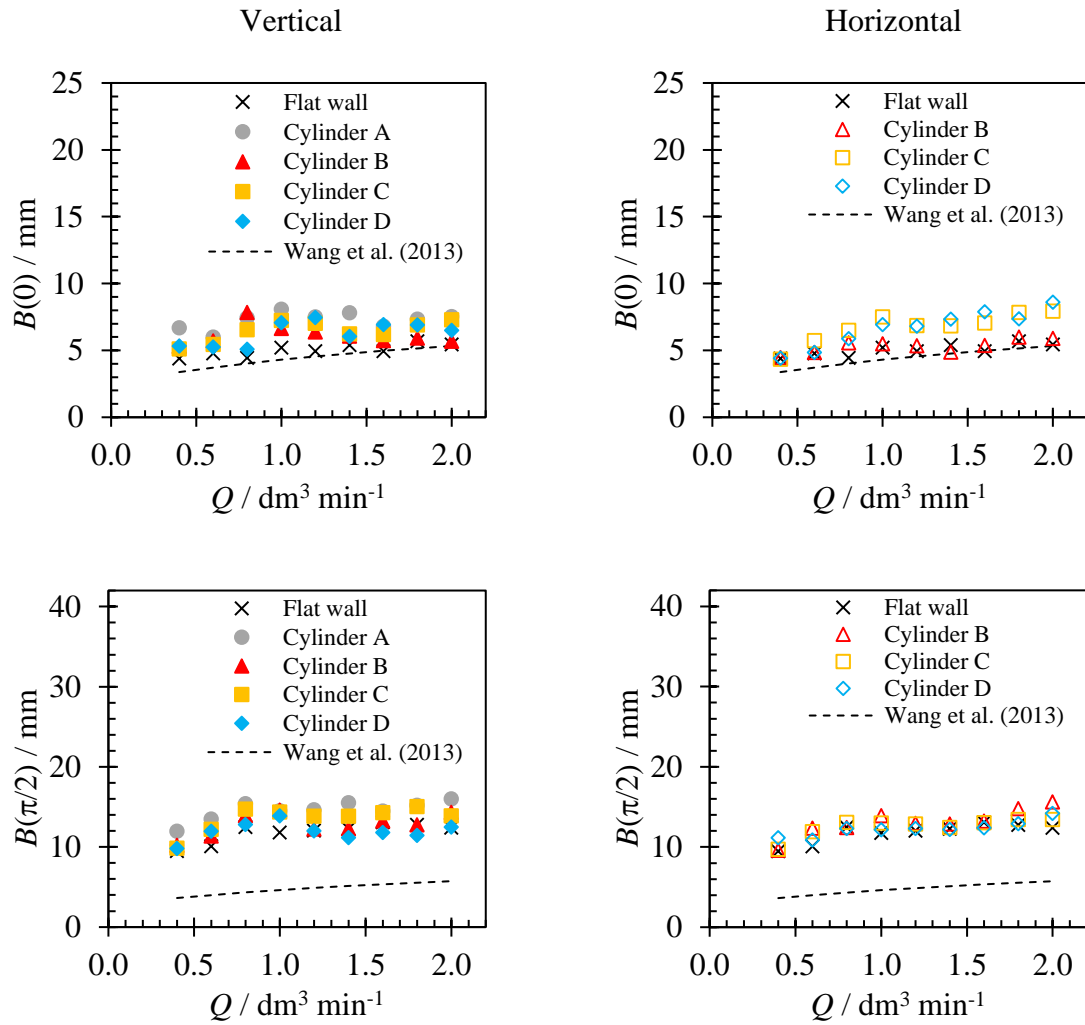 Vertical
Horizontal
25
20
15
10
5
0
B(0) / mm
Flat wall
Cylinder A
Cylinder B
Cylinder C
Cylinder D
Wang et al. (2013)
0.0 0.5 1.0 1.5 2.0
Q / dm³ min⁻¹
25
20
15
10
5
0
B(0) / mm
Flat wall
Cylinder B
Cylinder C
Cylinder D
Wang et al. (2013)
0.0 0.5 1.0 1.5 2.0
Q / dm³ min⁻¹
40
30
20
10
0
B(π/2) / mm
Flat wall
Cylinder A
Cylinder B
Cylinder C
Cylinder D
Wang et al. (2013)
0.0 0.5 1.0 1.5 2.0
Q / dm³ min⁻¹
40
30
20
10
0
B(π/2) / mm
Flat wall
Cylinder B
Cylinder C
Cylinder D
Wang et al. (2013)
0.0 0.5 1.0 1.5 2.0
Q / dm³ min⁻¹